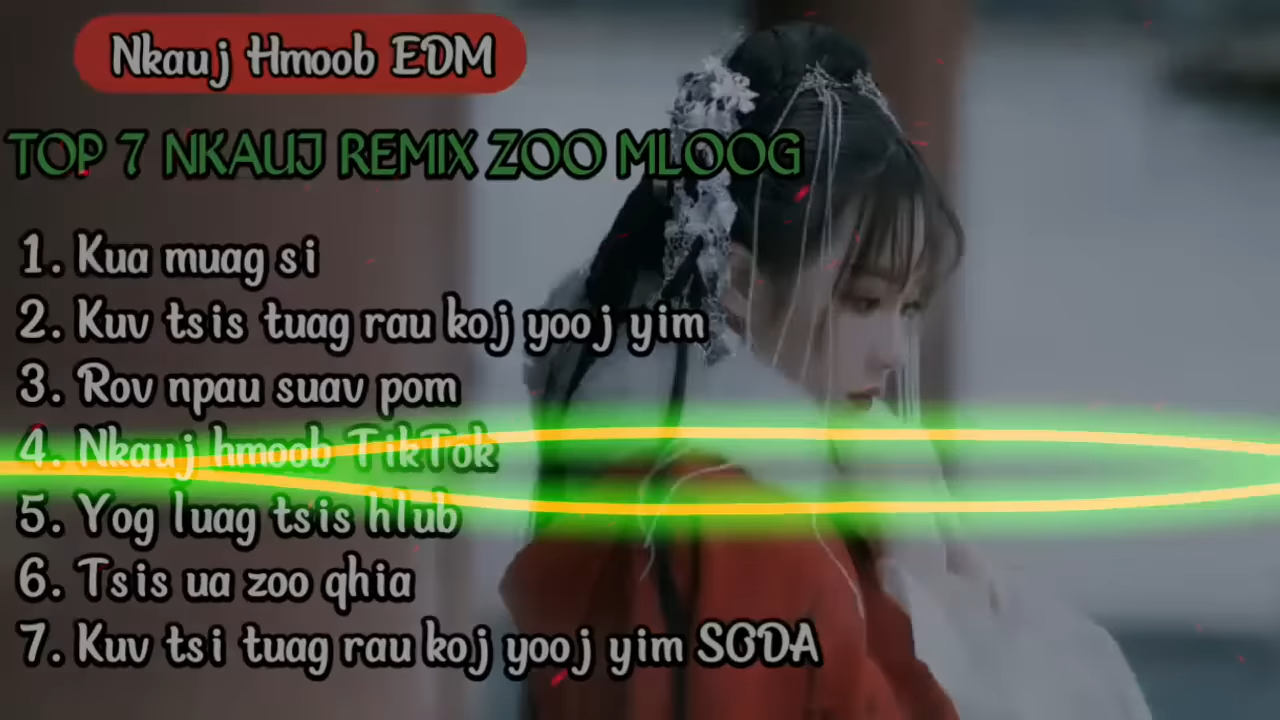 Nkauj Hmoob EDM
TOP 7 NKAUJ REMIX ZOO MLOOG
1. Kua muag si
2. Kuv tsis tuag rau koj yooj yim
3. Rov npau suav pom
4. Nkauj hmoob TikTok
5. Yog luag tsis hlub
6. Tsis ua zoo qhia
7. Kuv tsi tuag rau koj yooj yim SODA